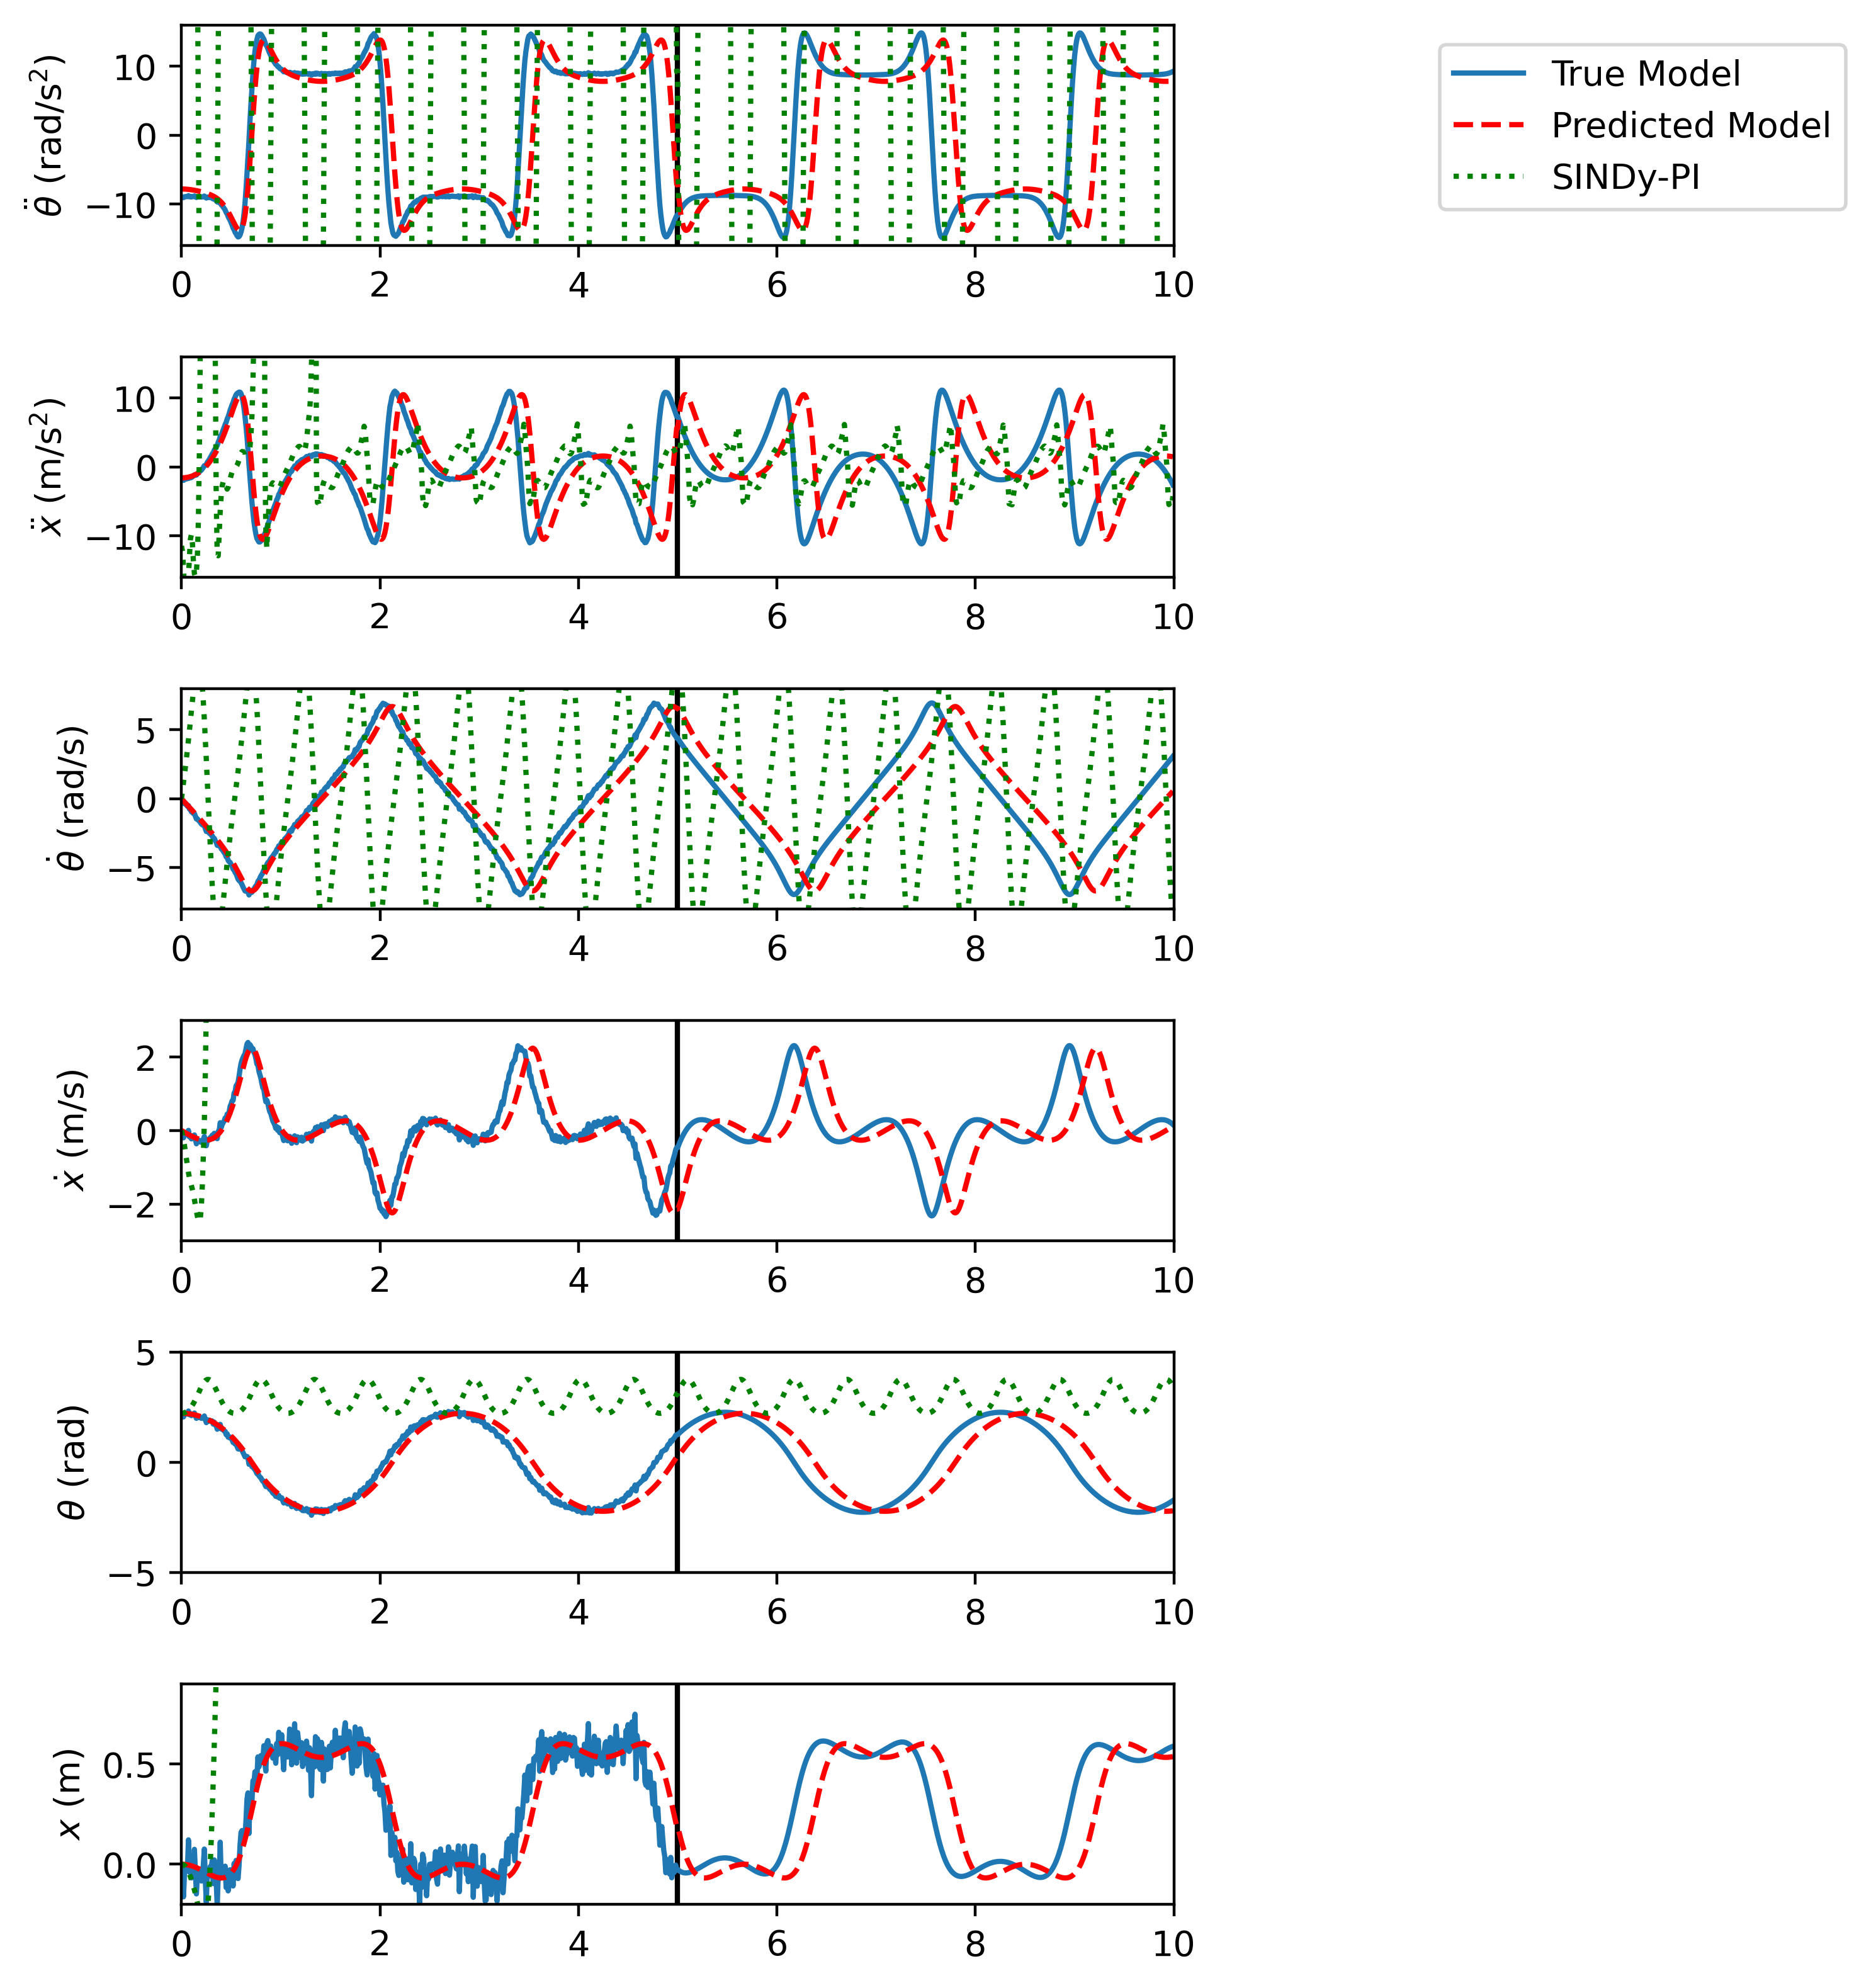 θ̈ (rad/s²)
10
0
−10
0 2 4 6 8 10
True Model
Predicted Model
SINDy-PI
ẍ (m/s²)
10
0
−10
0 2 4 6 8 10
θ̇ (rad/s)
5
0
−5
0 2 4 6 8 10
ẋ (m/s)
2
0
−2
0 2 4 6 8 10
θ (rad)
5
0
−5
0 2 4 6 8 10
x (m)
0.5
0.0
0 2 4 6 8 10